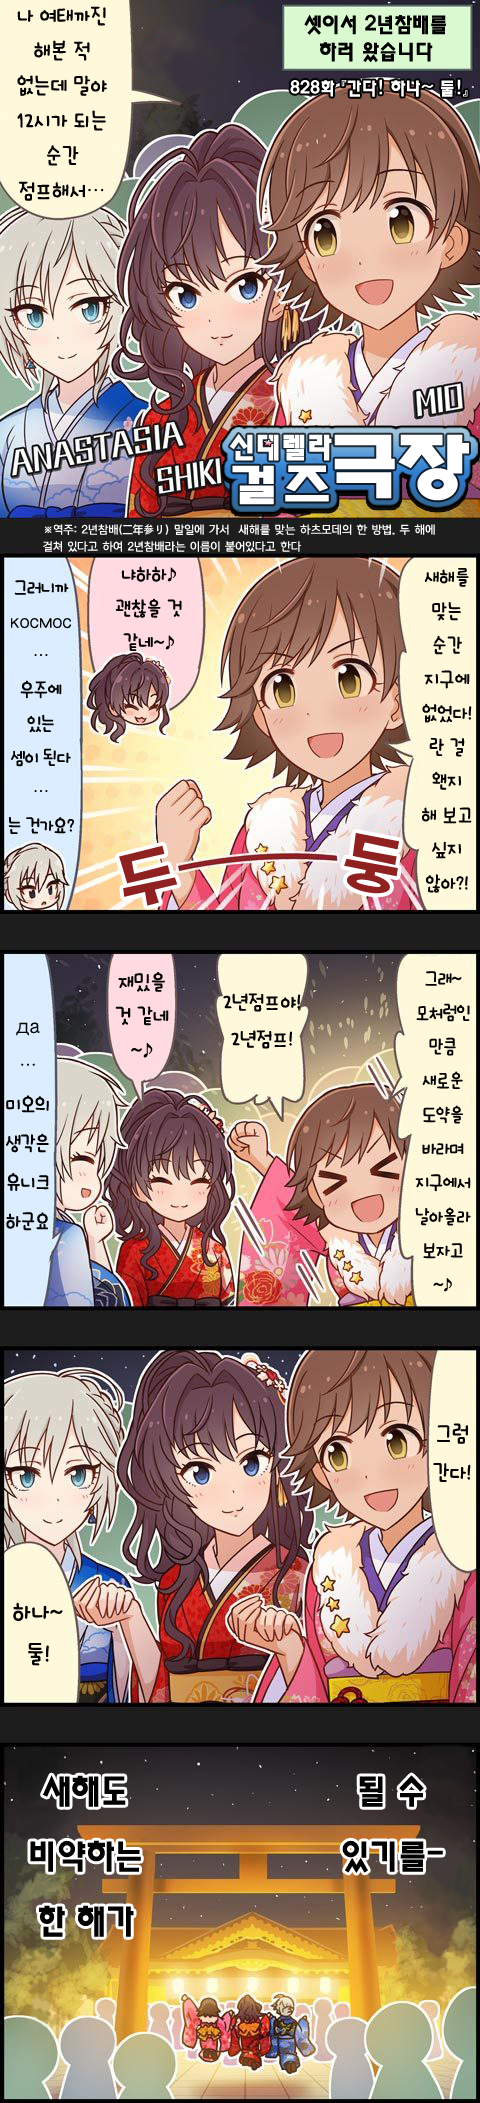 셋이서 2년참배를
하러 왔습니다
828화 『간다! 하나~ 둘!』
나 여태까진
해본 적
없는데 말야
12시가 되는
순간
점프해서…
ANASTASIA
SHIKI
MIO
신데렐라
걸즈
극장
※역주: 2년참배(二年参り) 말일에 가서 새해를 맞는 하츠모데의 한 방법. 두 해에
걸쳐 있다고 하여 2년참배라는 이름이 붙어있다고 한다
새해를
맞는
순간
지구에
없었다!
란 걸
왠지
해 보고
싶지
않아?!
두ー둥
냐하하♪
괜찮을 것
같네~♪
그러니까
космос
…
우주에
있는
셈이 된다
…
는 건가요?
그래~
모처럼인
만큼
새로운
도약을
바라며
지구에서
날아올라
보자고
~♪
2년점프야!
2년점프!
재밌을
것 같네
~♪
да
…
미오의
생각은
유니크
하군요
그럼
간다!
하나~
둘!
새해도
비약하는
한 해가
될 수
있기를-